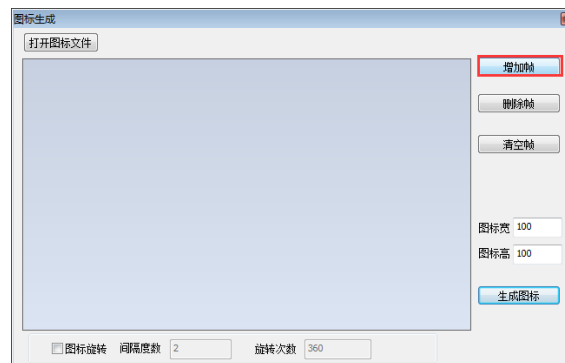 图标生成
打开图标文件
增加帧
删除帧
清空帧
图标宽 100
图标高 100
生成图标
图标旋转 间隔度数 2 旋转次数 360